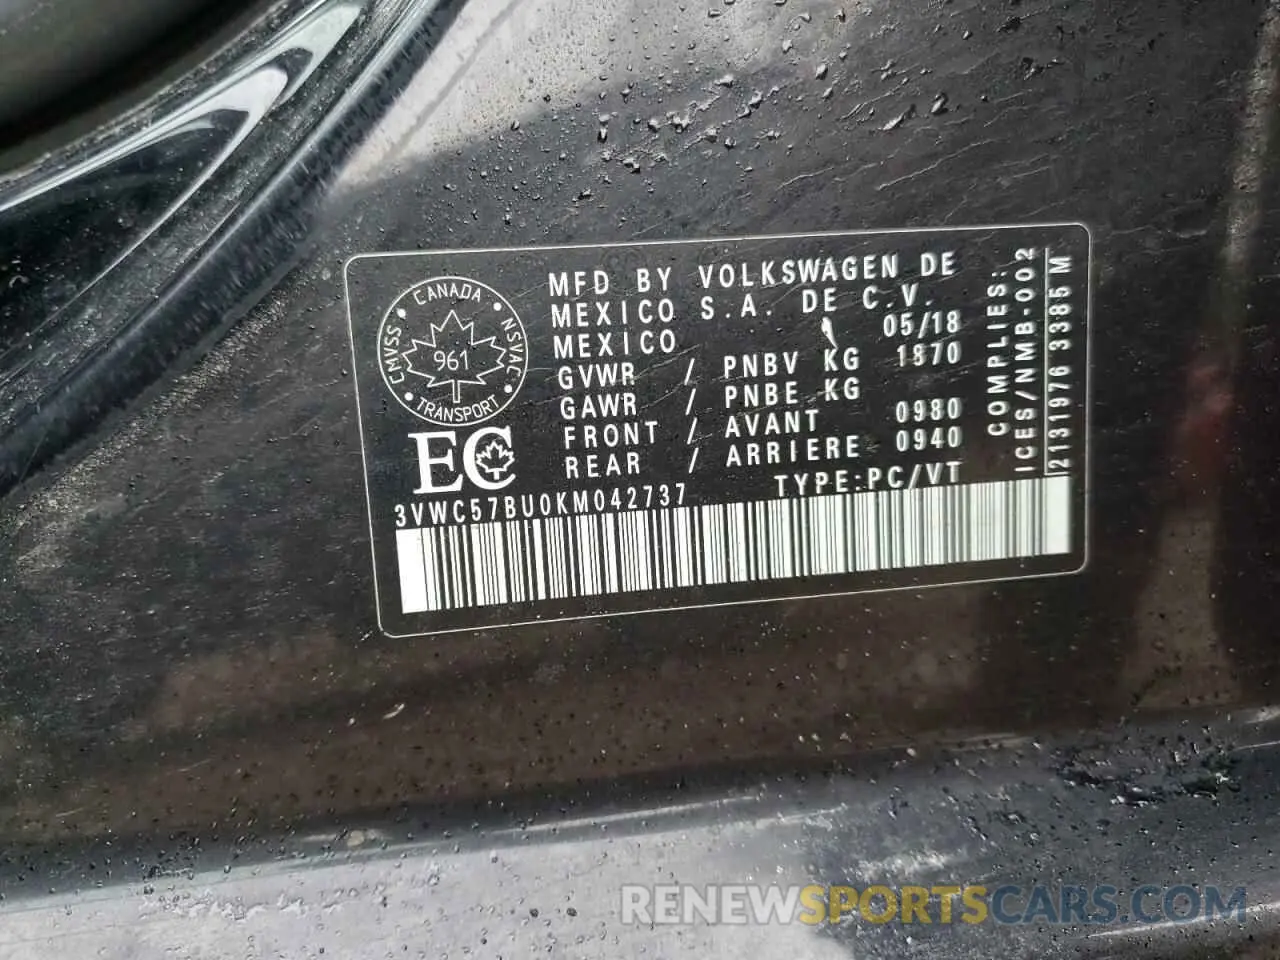 MFD BY VOLKSWAGEN DE
MEXICO S.A. DE C.V.
MEXICO 05/18
GVWR / PNBV KG 1870
GAWR / PNBE KG
FRONT / AVANT 0980
REAR / ARRIERE 0940
TYPE:PC/VT
3VWC57BU0KM042737
CANADA
CMVSS
NSVAC
961
TRANSPORT
EC
COMPLIES:
ICES/NMB-002
2131976 3385 M
RENEWSPORTSCARS.COM